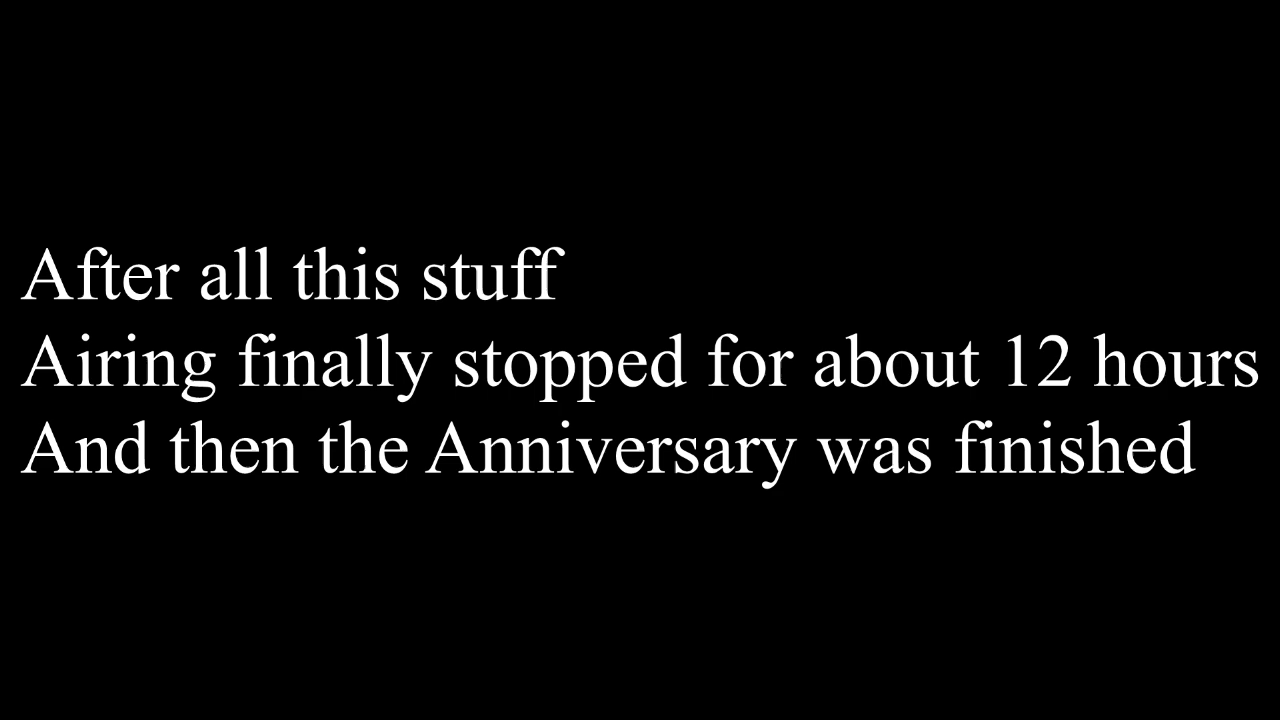 After all this stuff
Airing finally stopped for about 12 hours
And then the Anniversary was finished